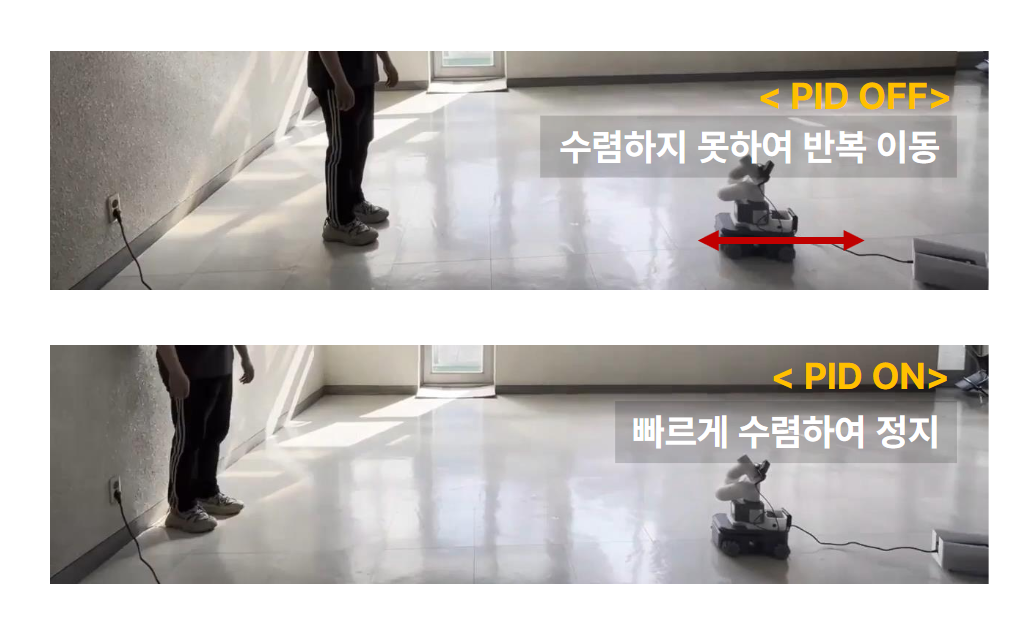 < PID OFF>
수렴하지 못하여 반복 이동
< PID ON>
빠르게 수렴하여 정지